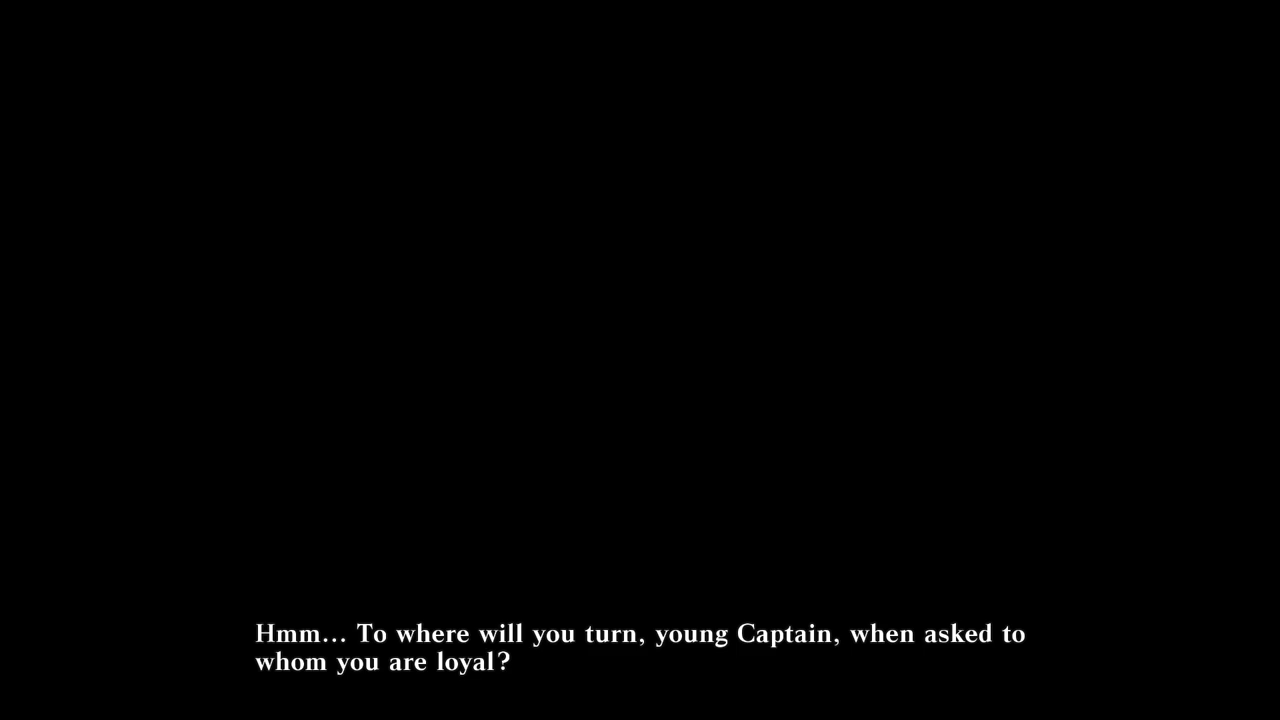 Hmm... To where will you turn, young Captain, when asked to
whom you are loyal?